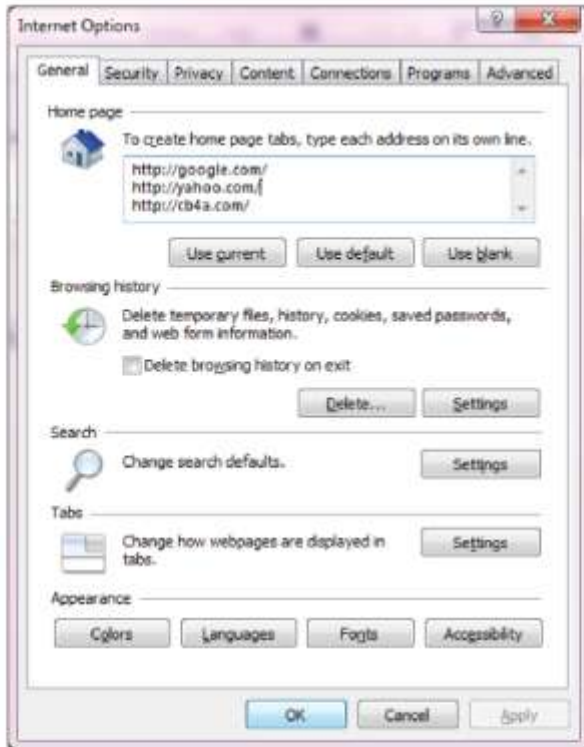 Internet Options
General Security Privacy Content Connections Programs Advanced
Home page
To create home page tabs, type each address on its own line.
http://google.com/
http://yahoo.com/
http://cb4a.com/
Use current Use default Use blank
Browsing history
Delete temporary files, history, cookies, saved passwords,
and web form information.
Delete browsing history on exit
Delete... Settings
Search
Change search defaults. Settings
Tabs
Change how webpages are displayed in Settings
tabs.
Appearance
Colors Languages Fonts Accessibility
OK Cancel Apply